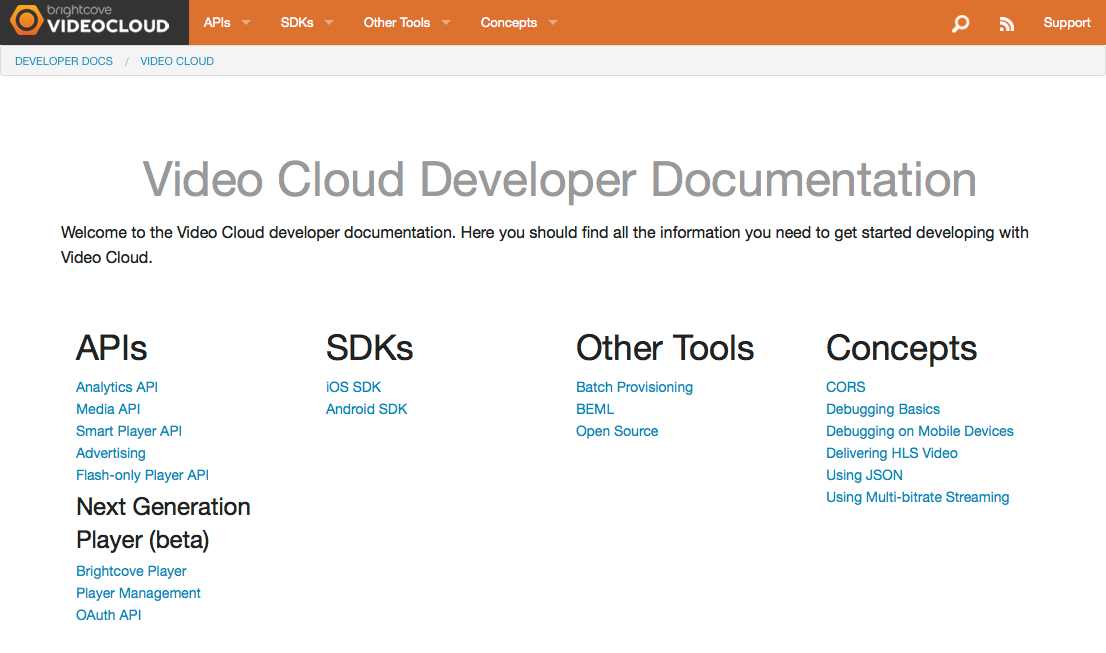 brightcove
VIDEOCLOUD
APIs
SDKs
Other Tools
Concepts
Support
DEVELOPER DOCS / VIDEO CLOUD
Video Cloud Developer Documentation
Welcome to the Video Cloud developer documentation. Here you should find all the information you need to get started developing with
Video Cloud.
APIs
Analytics API
Media API
Smart Player API
Advertising
Flash-only Player API
Next Generation
Player (beta)
Brightcove Player
Player Management
OAuth API
SDKs
iOS SDK
Android SDK
Other Tools
Batch Provisioning
BEML
Open Source
Concepts
CORS
Debugging Basics
Debugging on Mobile Devices
Delivering HLS Video
Using JSON
Using Multi-bitrate Streaming